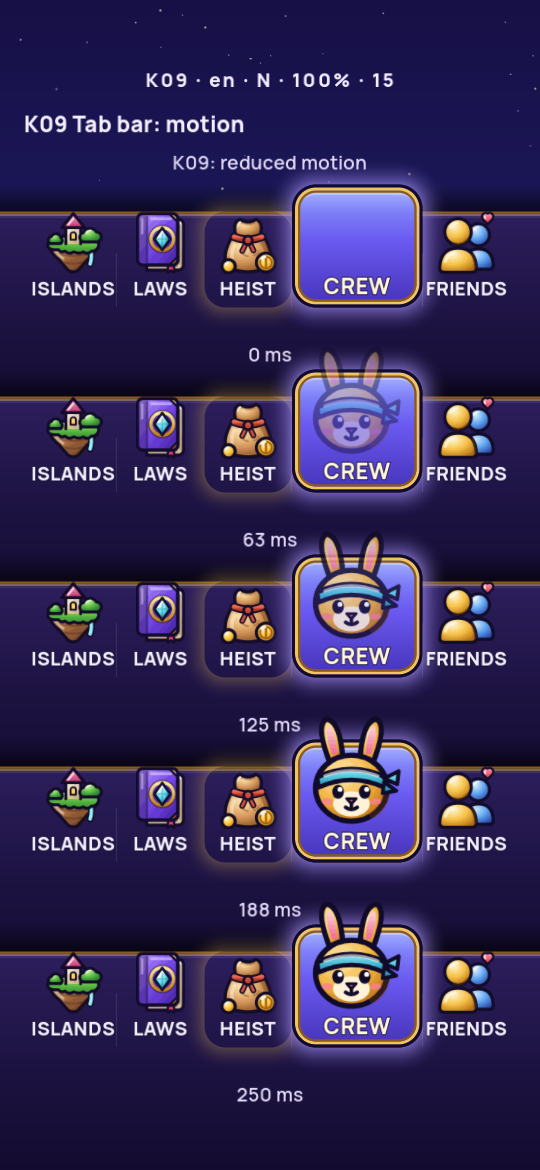 K09 · en · N · 100% · 15
K09 Tab bar: motion
K09: reduced motion
ISLANDS LAWS HEIST CREW FRIENDS
0 ms
ISLANDS LAWS HEIST CREW FRIENDS
63 ms
ISLANDS LAWS HEIST CREW FRIENDS
125 ms
ISLANDS LAWS HEIST CREW FRIENDS
188 ms
ISLANDS LAWS HEIST CREW FRIENDS
250 ms